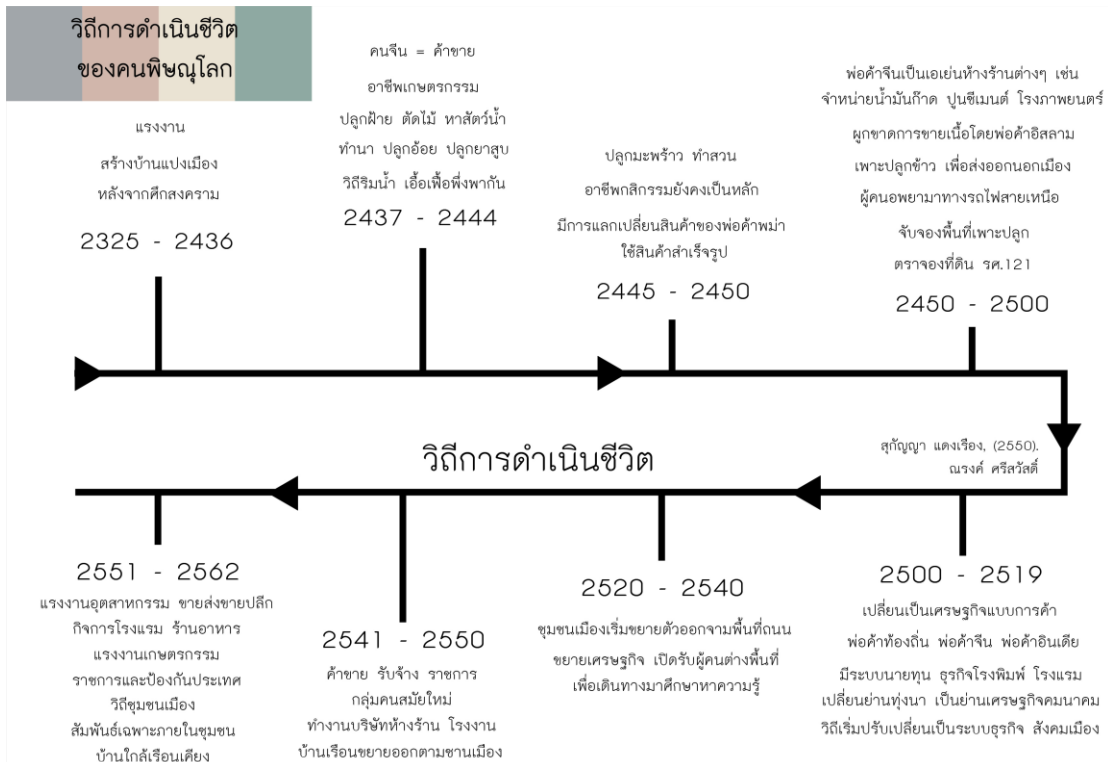 วิถีการดำเนินชีวิต
ของคนพิษณุโลก
แรงงาน
สร้างบ้านแปงเมือง
หลังจากศึกสงคราม
2325 - 2436
คนจีน = ค้าขาย
อาชีพเกษตรกรรม
ปลูกฝ้าย ตัดไม้ หาสัตว์น้ำ
ทำนา ปลูกอ้อย ปลูกยาสูบ
วิถีริมน้ำ เอื้อเฟื้อพึ่งพากัน
2437 - 2444
ปลูกมะพร้าว ทำสวน
อาชีพกสิกรรมยังคงเป็นหลัก
มีการแลกเปลี่ยนสินค้าของพ่อค้าพม่า
ใช้สินค้าสำเร็จรูป
2445 - 2450
พ่อค้าจีนเป็นเอเย่นห้างร้านต่างๆ เช่น
จำหน่ายน้ำมันก๊าด ปูนซีเมนต์ โรงภาพยนตร์
ผูกขาดการขายเนื้อโดยพ่อค้าอิสลาม
เพาะปลูกข้าว เพื่อส่งออกนอกเมือง
ผู้คนอพยามาทางรถไฟสายเหนือ
จับจองพื้นที่เพาะปลูก
ตราจองที่ดิน รศ.121
2450 - 2500
สุกัญญา แดงเรือง, (2550).
ณรงค์ ศรีสวัสดิ์
วิถีการดำเนินชีวิต
2500 - 2519
เปลี่ยนเป็นเศรษฐกิจแบบการค้า
พ่อค้าท้องถิ่น พ่อค้าจีน พ่อค้าอินเดีย
มีระบบนายทุน ธุรกิจโรงพิมพ์ โรงแรม
เปลี่ยนย่านทุ่งนา เป็นย่านเศรษฐกิจคมนาคม
วิถีเริ่มปรับเปลี่ยนเป็นระบบธุรกิจ สังคมเมือง
2520 - 2540
ชุมชนเมืองเริ่มขยายตัวออกจามพื้นที่ถนน
ขยายเศรษฐกิจ เปิดรับผู้คนต่างพื้นที่
เพื่อเดินทางมาศึกษาหาความรู้
2541 - 2550
ค้าขาย รับจ้าง ราชการ
กลุ่มคนสมัยใหม่
ทำงานบริษัทห้างร้าน โรงงาน
บ้านเรือนขยายออกตามชานเมือง
2551 - 2562
แรงงานอุตสาหกรรม ขายส่งขายปลีก
กิจการโรงแรม ร้านอาหาร
แรงงานเกษตรกรรม
ราชการและป้องกันประเทศ
วิถีชุมชนเมือง
สัมพันธ์เฉพาะภายในชุมชน
บ้านใกล้เรือนเคียง